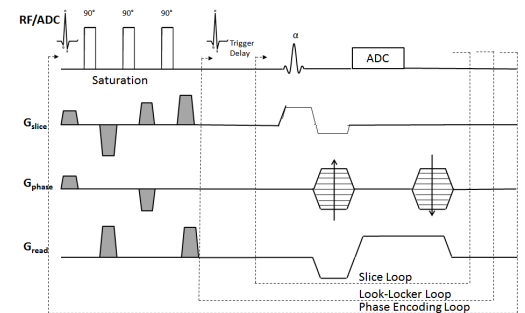 RF/ADC
90° 90° 90°
Trigger
Delay
α
ADC
Saturation
Gslice
Gphase
Gread
Slice Loop
Look-Locker Loop
Phase Encoding Loop